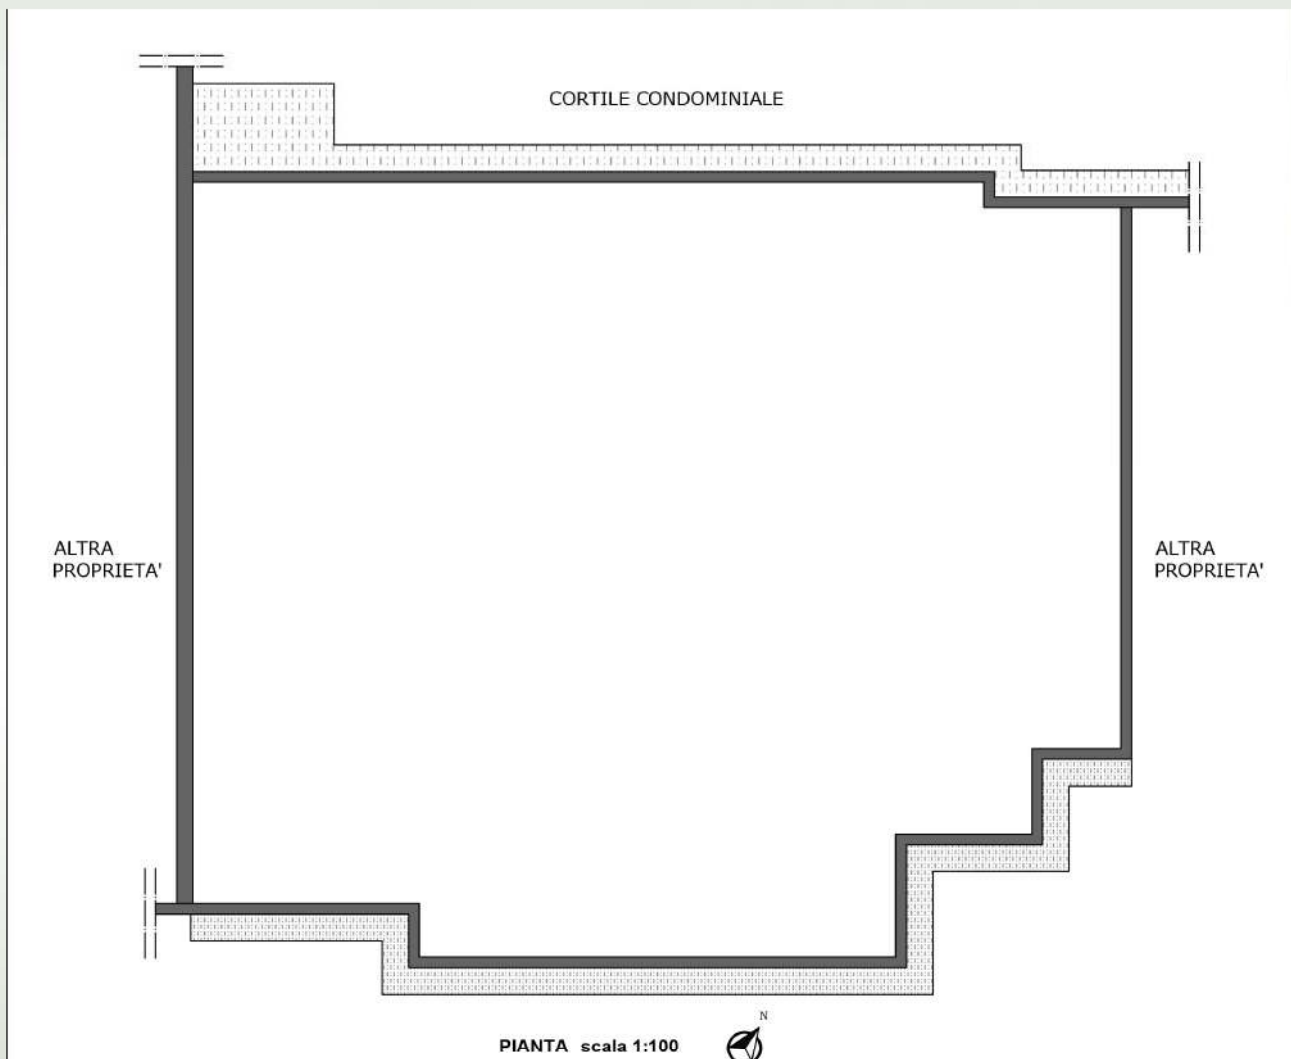 CORTILE CONDOMINIALE
ALTRA
PROPRIETA'
ALTRA
PROPRIETA'
N
PIANTA scala 1:100